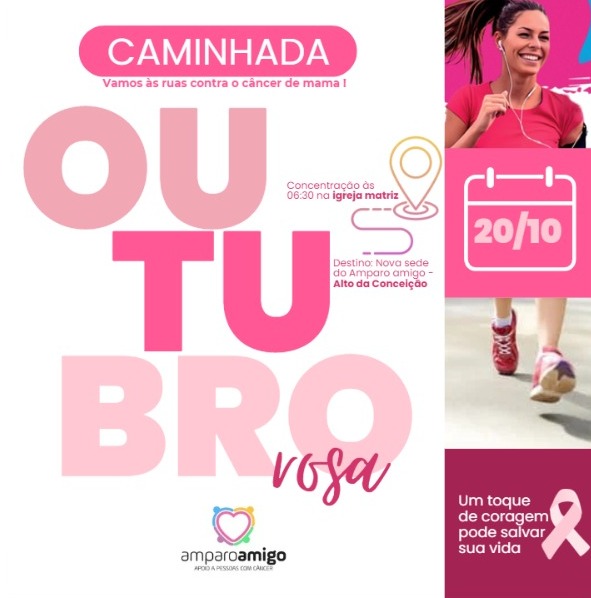 CAMINHADA
Vamos às ruas contra o câncer de mama !
OU
TU
BRO
rosa
Concentração às
06:30 na igreja matriz
Destino: Nova sede
do Amparo amigo -
Alto da Conceição
20/10
Um toque
de coragem
pode salvar
sua vida
amparoamigo
APOIO A PESSOAS COM CÂNCER